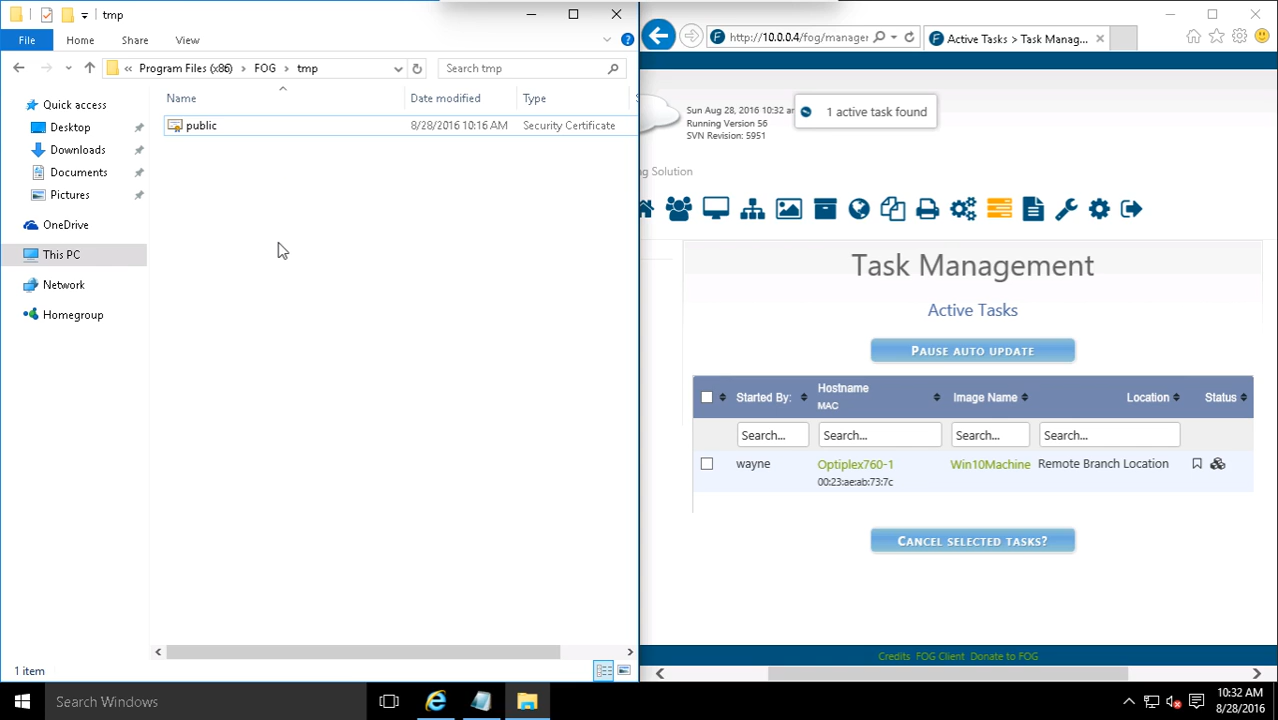 tmp
File
Home
Share
View
« Program Files (x86) › FOG › tmp
Search tmp
Quick access
Desktop
Downloads
Documents
Pictures
OneDrive
This PC
Network
Homegroup
Name
Date modified
Type
public
8/28/2016 10:16 AM
Security Certificate
1 item
http://10.0.0.4/fog/manager
Active Tasks > Task Manag...
Sun Aug 28, 2016 10:32 am
Running Version 56
SVN Revision: 5951
1 active task found
ng Solution
Task Management
Active Tasks
PAUSE AUTO UPDATE
Started By:
Hostname
MAC
Image Name
Location
Status
Search...
Search...
Search...
Search...
wayne
Optiplex760-1
00:23:ae:ab:73:7c
Win10Machine
Remote Branch Location
CANCEL SELECTED TASKS?
Credits FOG Client Donate to FOG
Search Windows
10:32 AM
8/28/2016